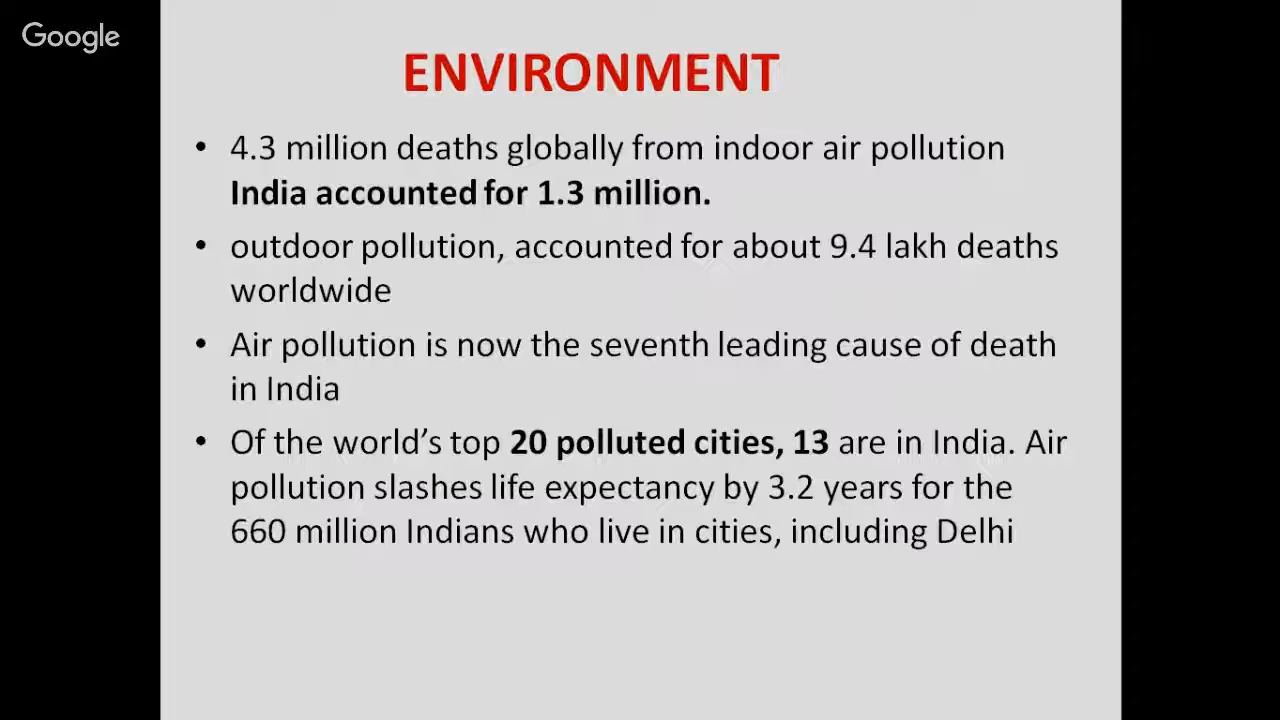 Google
ENVIRONMENT
• 4.3 million deaths globally from indoor air pollution
India accounted for 1.3 million.
• outdoor pollution, accounted for about 9.4 lakh deaths
worldwide
• Air pollution is now the seventh leading cause of death
in India
• Of the world’s top 20 polluted cities, 13 are in India. Air
pollution slashes life expectancy by 3.2 years for the
660 million Indians who live in cities, including Delhi